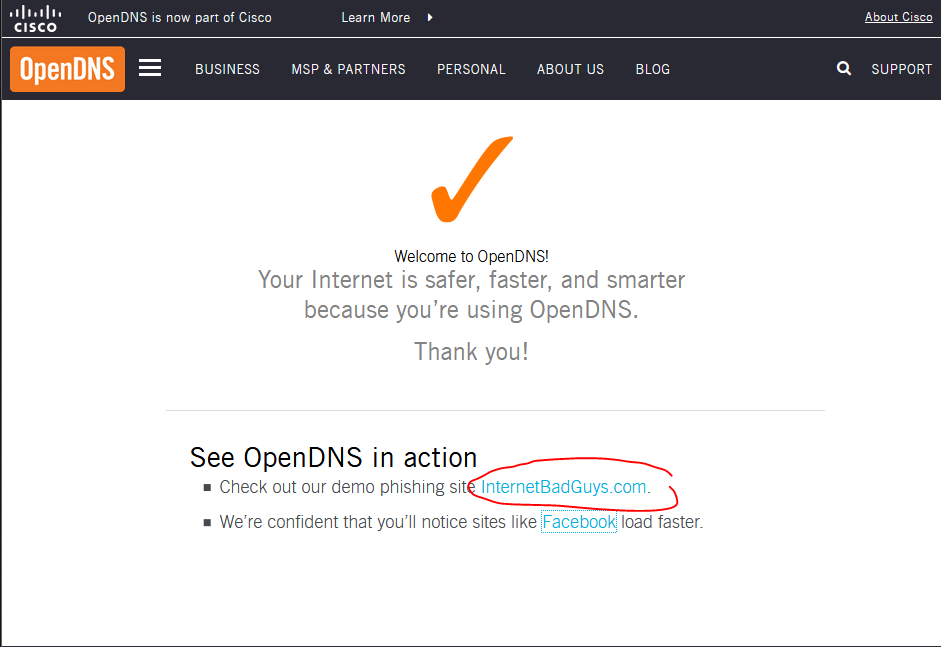 CISCO
OpenDNS is now part of Cisco
Learn More
About Cisco
OpenDNS
BUSINESS
MSP & PARTNERS
PERSONAL
ABOUT US
BLOG
SUPPORT
Welcome to OpenDNS!
Your Internet is safer, faster, and smarter
because you’re using OpenDNS.
Thank you!
See OpenDNS in action
Check out our demo phishing site InternetBadGuys.com.
We’re confident that you’ll notice sites like Facebook load faster.